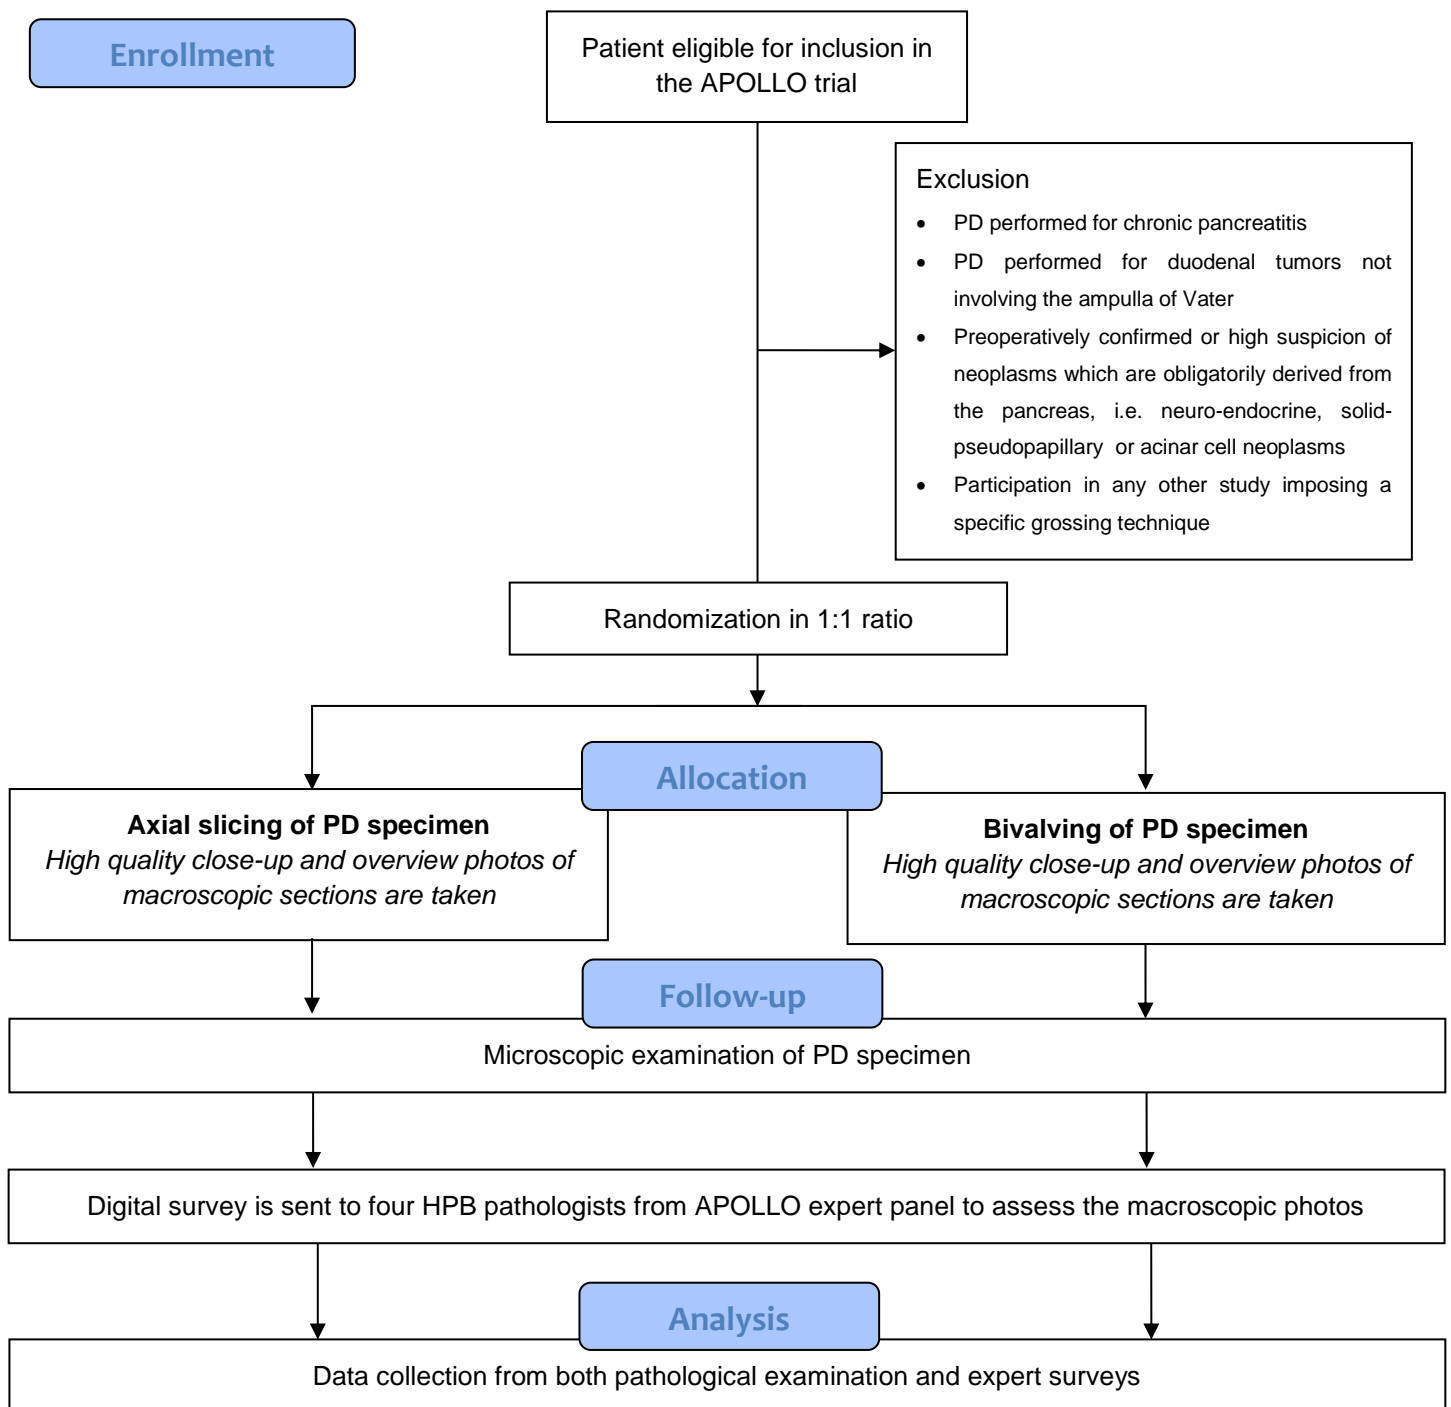 Enrollment
Patient eligible for inclusion in
the APOLLO trial
Exclusion
• PD performed for chronic pancreatitis
• PD performed for duodenal tumors not
involving the ampulla of Vater
• Preoperatively confirmed or high suspicion of
neoplasms which are obligatorily derived from
the pancreas, i.e. neuro-endocrine, solid-
pseudopapillary or acinar cell neoplasms
• Participation in any other study imposing a
specific grossing technique
Randomization in 1:1 ratio
Allocation
Axial slicing of PD specimen
High quality close-up and overview photos of
macroscopic sections are taken
Bivalving of PD specimen
High quality close-up and overview photos of
macroscopic sections are taken
Follow-up
Microscopic examination of PD specimen
Digital survey is sent to four HPB pathologists from APOLLO expert panel to assess the macroscopic photos
Analysis
Data collection from both pathological examination and expert surveys